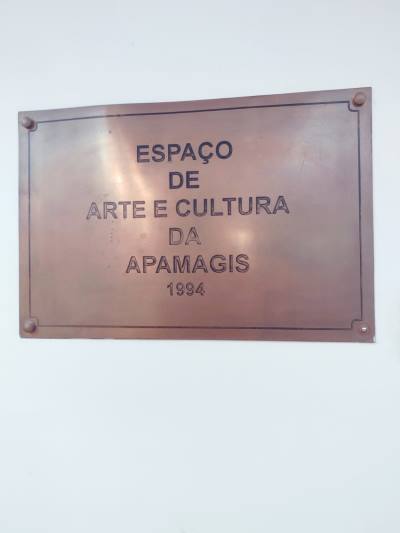 ESPAÇO
DE
ARTE E CULTURA
DA
APAMAGIS
1994